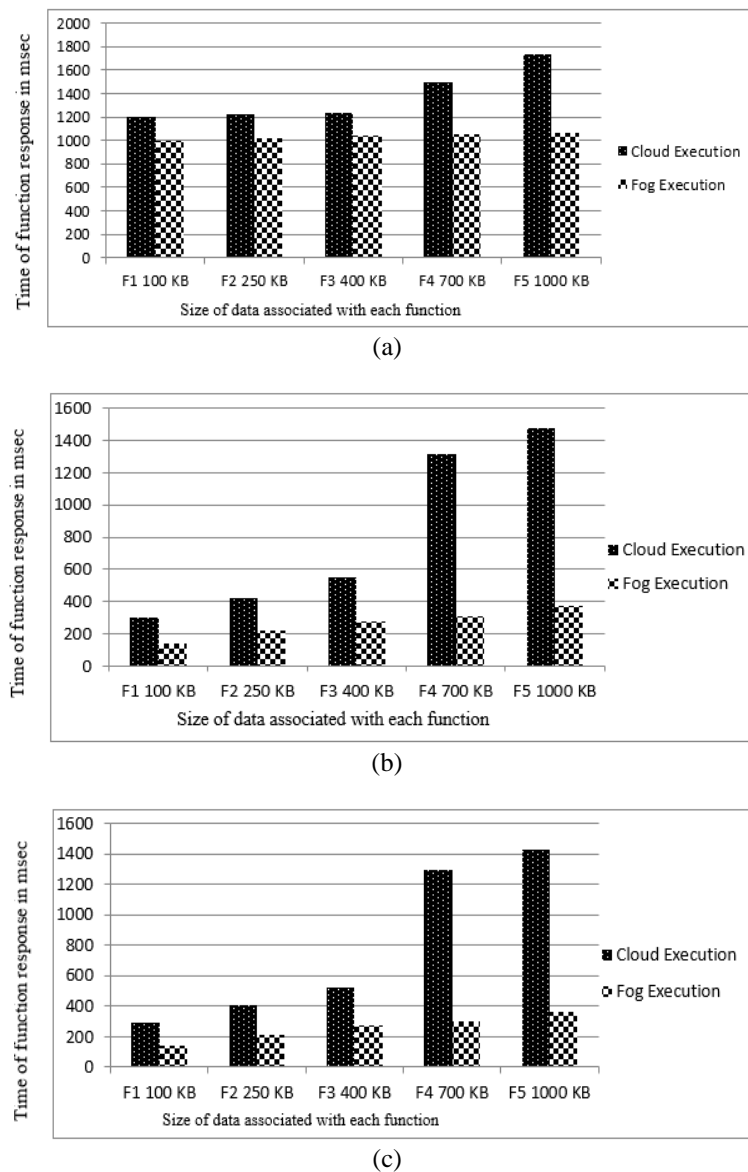 Time of function response in msec
2000
1800
1600
1400
1200
1000
800
600
400
200
0
F1 100 KB F2 250 KB F3 400 KB F4 700 KB F5 1000 KB
Size of data associated with each function
Cloud Execution
Fog Execution
(a)
Time of function response in msec
1600
1400
1200
1000
800
600
400
200
0
F1 100 KB F2 250 KB F3 400 KB F4 700 KB F5 1000 KB
Size of data associated with each function
Cloud Execution
Fog Execution
(b)
Time of function response in msec
1600
1400
1200
1000
800
600
400
200
0
F1 100 KB F2 250 KB F3 400 KB F4 700 KB F5 1000 KB
Size of data associated with each function
Cloud Execution
Fog Execution
(c)